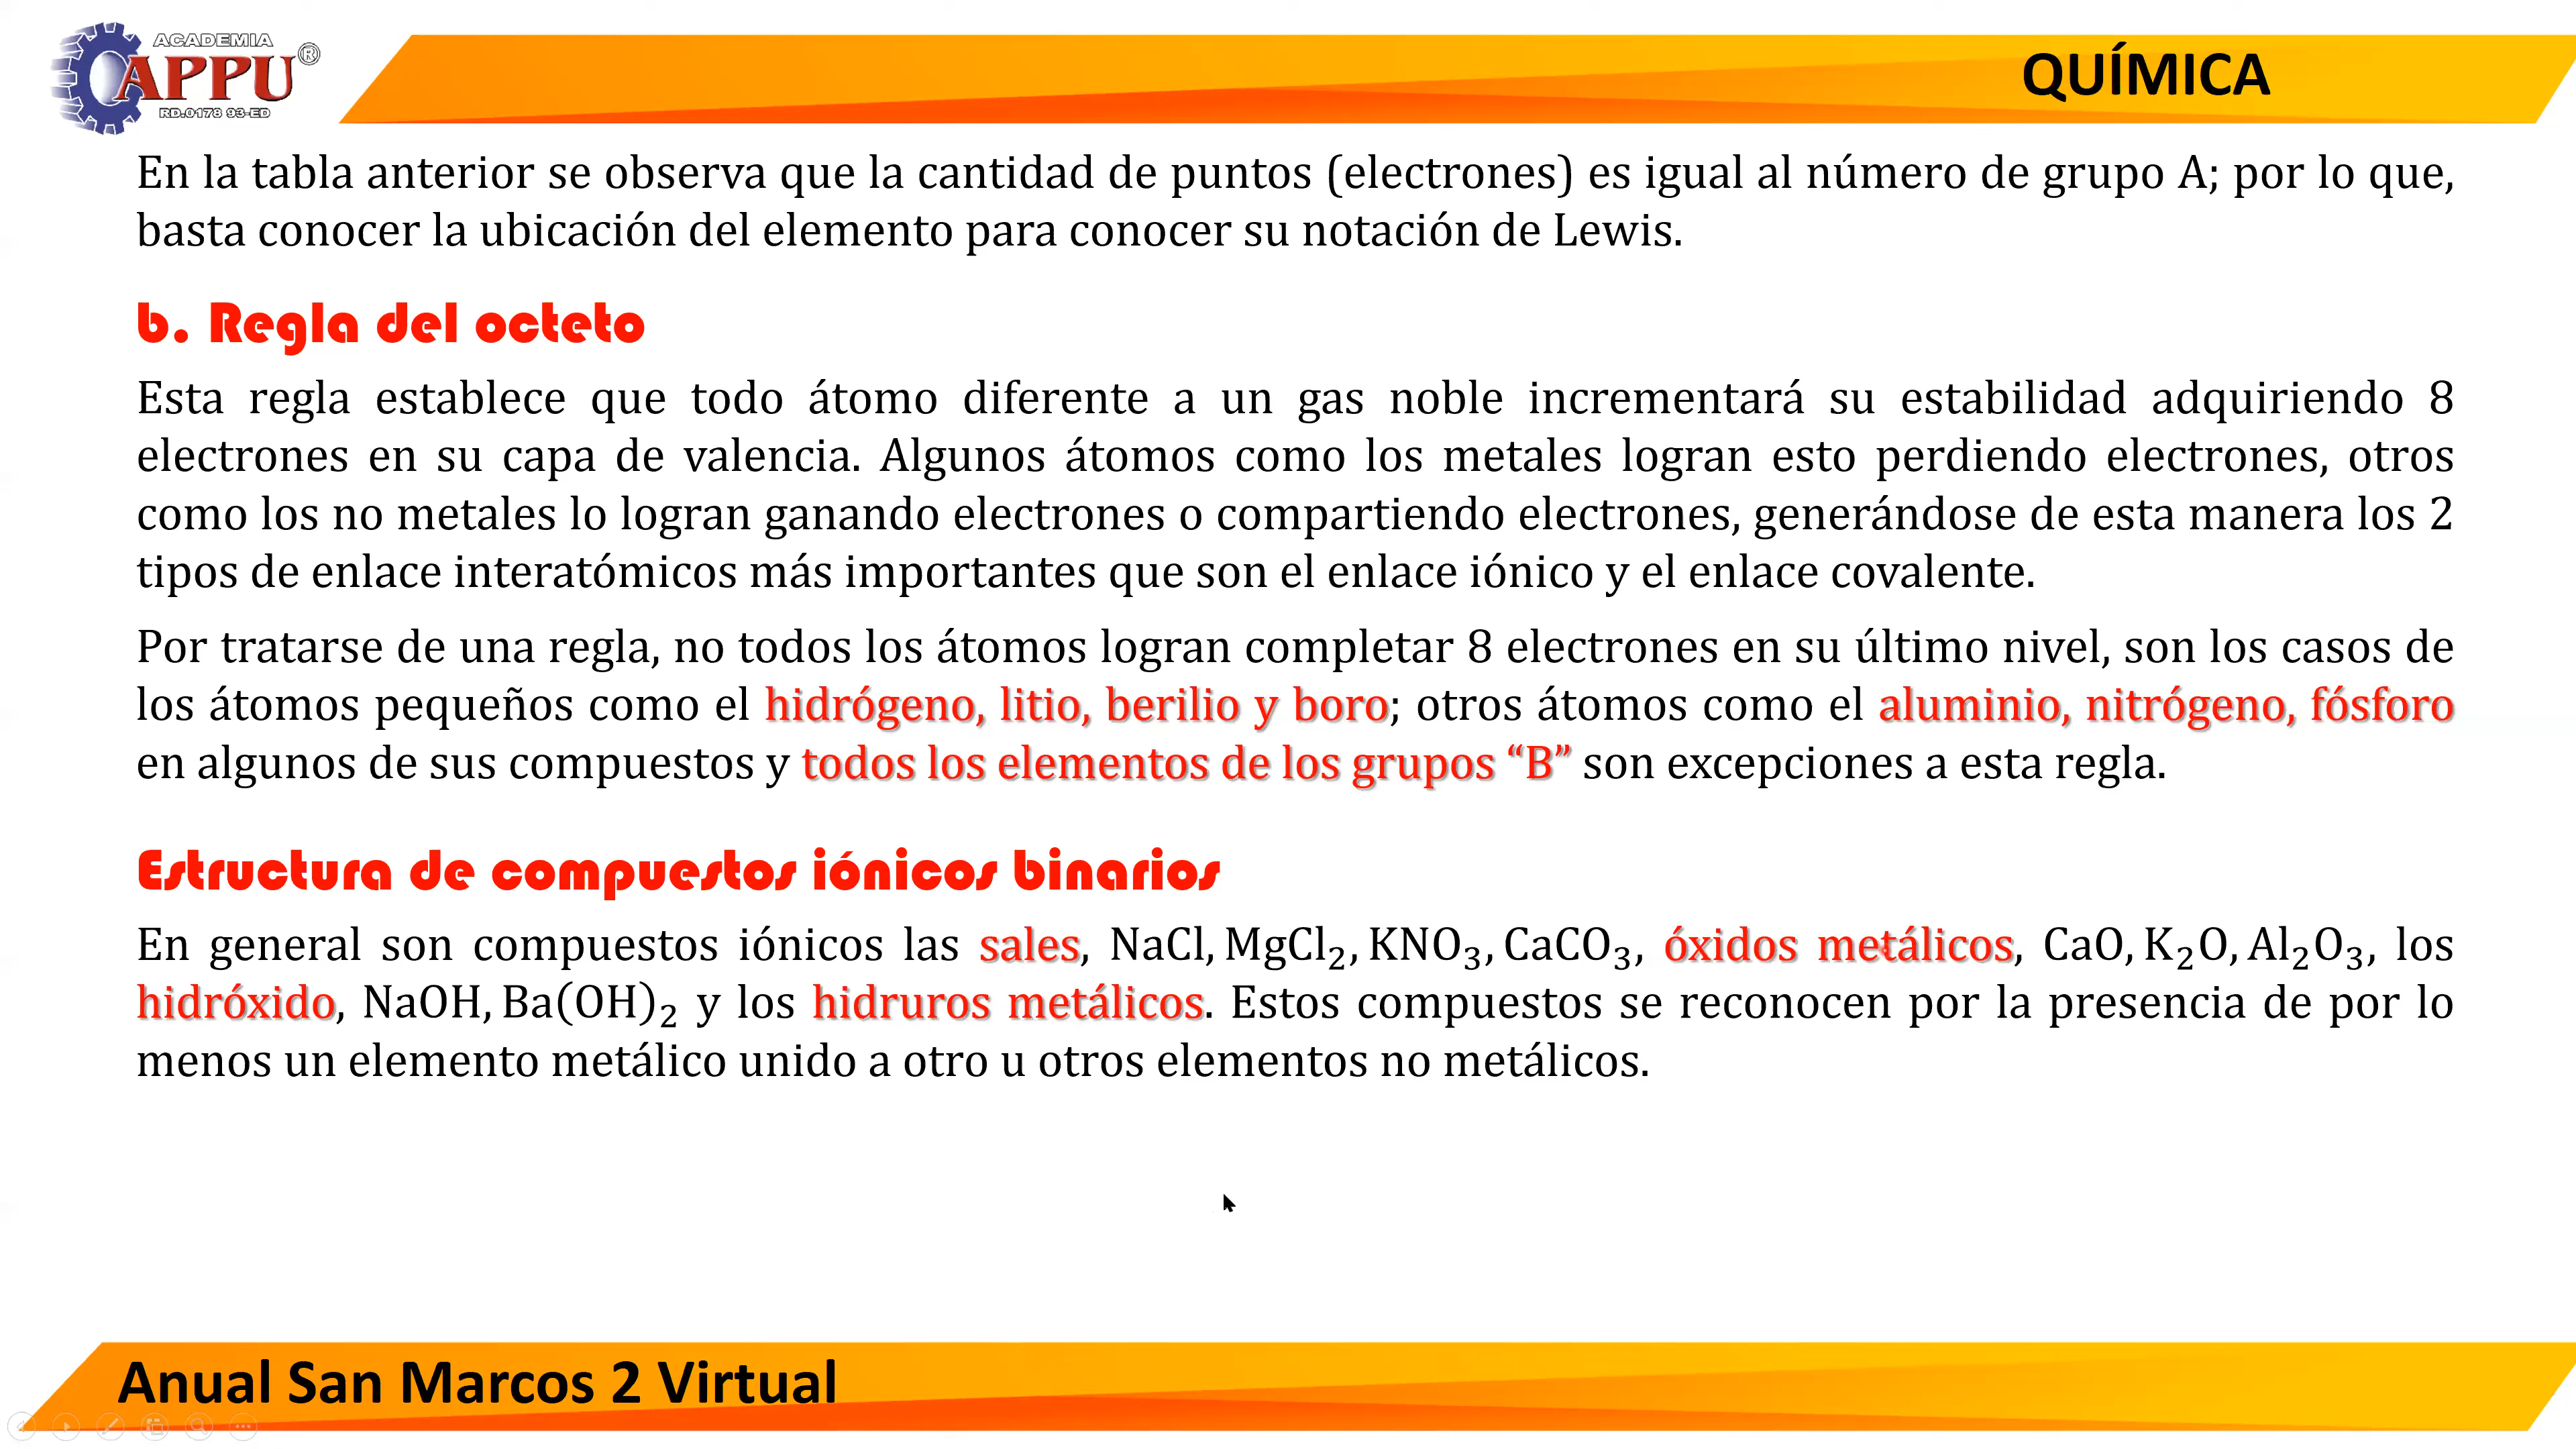 ACADEMIA
APPU®
RD.0178 93-ED
QUÍMICA
En la tabla anterior se observa que la cantidad de puntos (electrones) es igual al número de grupo A; por lo que,
basta conocer la ubicación del elemento para conocer su notación de Lewis.
b. Regla del octeto
Esta regla establece que todo átomo diferente a un gas noble incrementará su estabilidad adquiriendo 8
electrones en su capa de valencia. Algunos átomos como los metales logran esto perdiendo electrones, otros
como los no metales lo logran ganando electrones o compartiendo electrones, generándose de esta manera los 2
tipos de enlace interatómicos más importantes que son el enlace iónico y el enlace covalente.
Por tratarse de una regla, no todos los átomos logran completar 8 electrones en su último nivel, son los casos de
los átomos pequeños como el hidrógeno, litio, berilio y boro; otros átomos como el aluminio, nitrógeno, fósforo
en algunos de sus compuestos y todos los elementos de los grupos “B” son excepciones a esta regla.
Estructura de compuestos iónicos binarios
En general son compuestos iónicos las sales, NaCl, MgCl₂, KNO₃, CaCO₃, óxidos metálicos, CaO, K₂O, Al₂O₃, los
hidróxido, NaOH, Ba(OH)₂ y los hidruros metálicos. Estos compuestos se reconocen por la presencia de por lo
menos un elemento metálico unido a otro u otros elementos no metálicos.
Anual San Marcos 2 Virtual